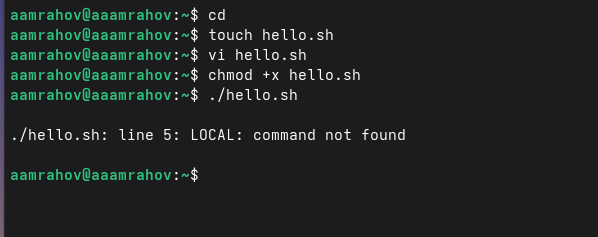 aamrahov@aaamrahov:~$ cd
aamrahov@aaamrahov:~$ touch hello.sh
aamrahov@aaamrahov:~$ vi hello.sh
aamrahov@aaamrahov:~$ chmod +x hello.sh
aamrahov@aaamrahov:~$ ./hello.sh
./hello.sh: line 5: LOCAL: command not found
aamrahov@aaamrahov:~$